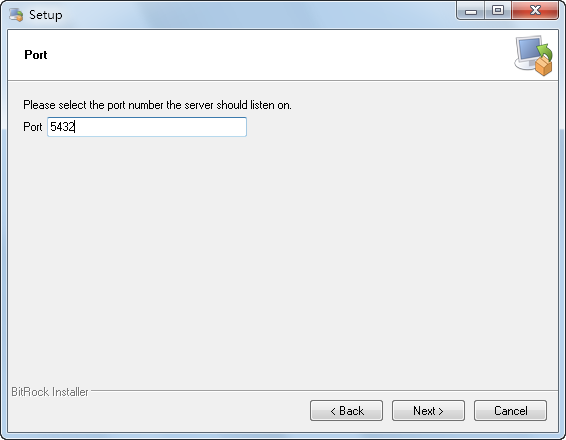 Setup
Port
Please select the port number the server should listen on.
Port 5432
BitRock Installer
< Back Next > Cancel